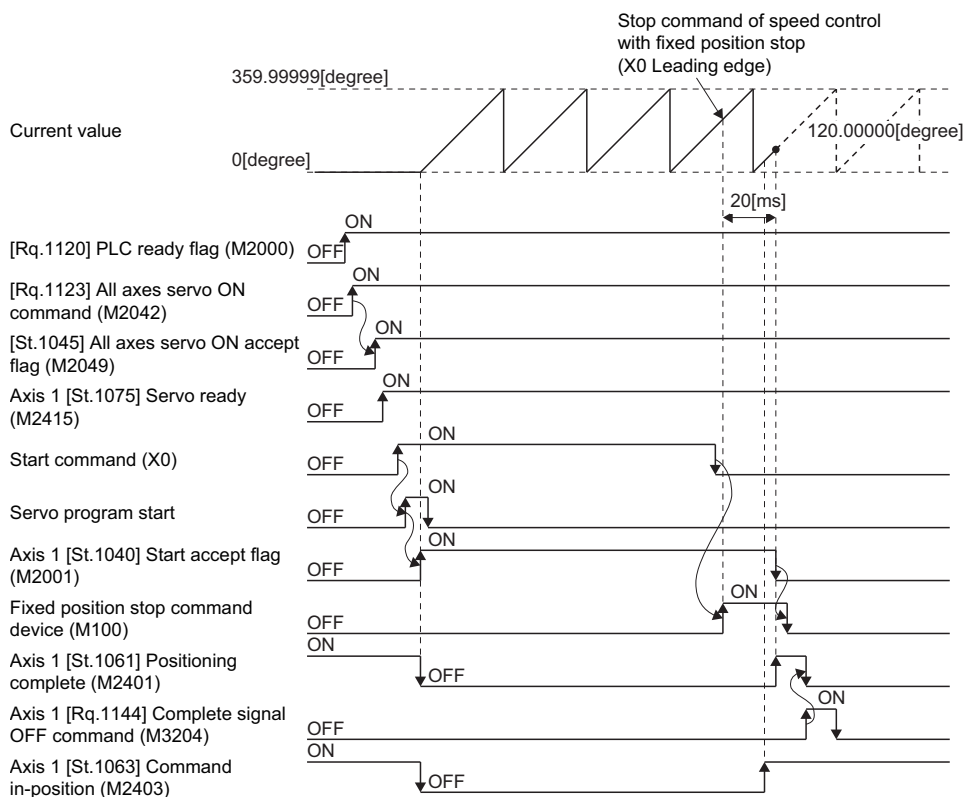 Stop command of speed control
with fixed position stop
(X0 Leading edge)
359.99999[degree]
Current value
120.00000[degree]
0[degree]
20[ms]
ON
[Rq.1120] PLC ready flag (M2000)
OFF
ON
[Rq.1123] All axes servo ON
command (M2042)
OFF
ON
[St.1045] All axes servo ON accept
flag (M2049)
OFF
ON
Axis 1 [St.1075] Servo ready
(M2415)
OFF
ON
Start command (X0)
OFF
ON
Servo program start
OFF
ON
Axis 1 [St.1040] Start accept flag
(M2001)
OFF
ON
Fixed position stop command
device (M100)
OFF
ON
Axis 1 [St.1061] Positioning
complete (M2401)
OFF
ON
Axis 1 [Rq.1144] Complete signal
OFF command (M3204)
OFF
ON
Axis 1 [St.1063] Command
in-position (M2403)
OFF